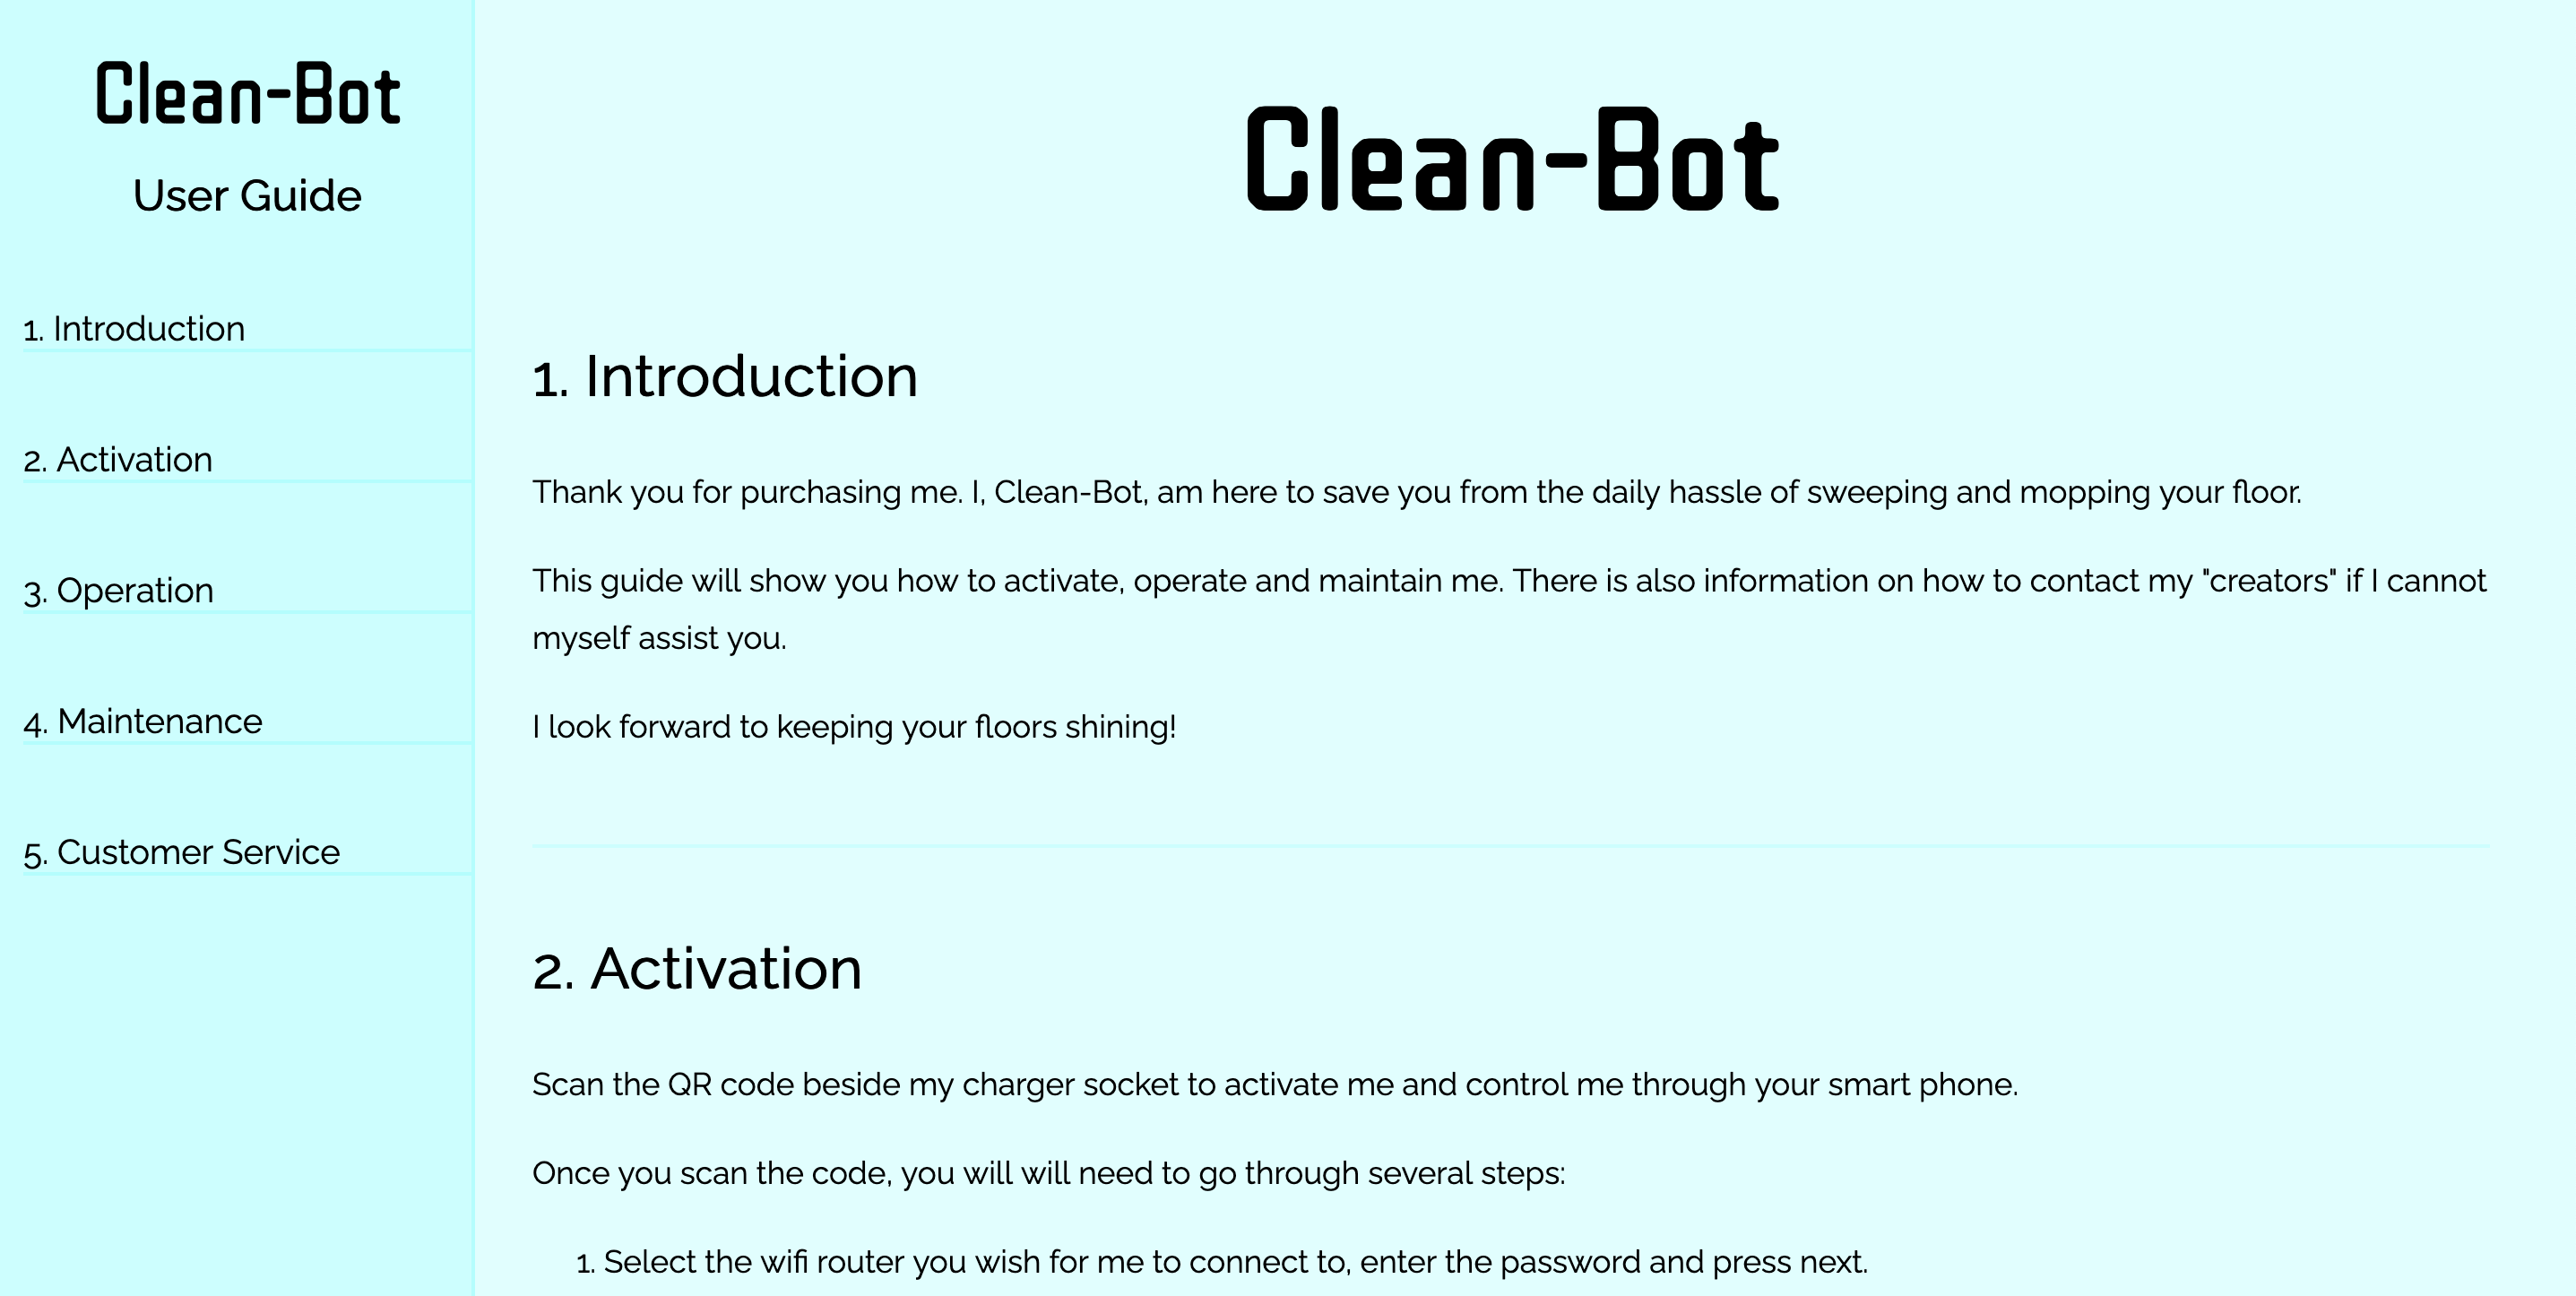 Clean-Bot
User Guide
1. Introduction
2. Activation
3. Operation
4. Maintenance
5. Customer Service
Clean-Bot
1. Introduction
Thank you for purchasing me. I, Clean-Bot, am here to save you from the daily hassle of sweeping and mopping your floor.
This guide will show you how to activate, operate and maintain me. There is also information on how to contact my "creators" if I cannot
myself assist you.
I look forward to keeping your floors shining!
2. Activation
Scan the QR code beside my charger socket to activate me and control me through your smart phone.
Once you scan the code, you will will need to go through several steps:
1. Select the wifi router you wish for me to connect to, enter the password and press next.